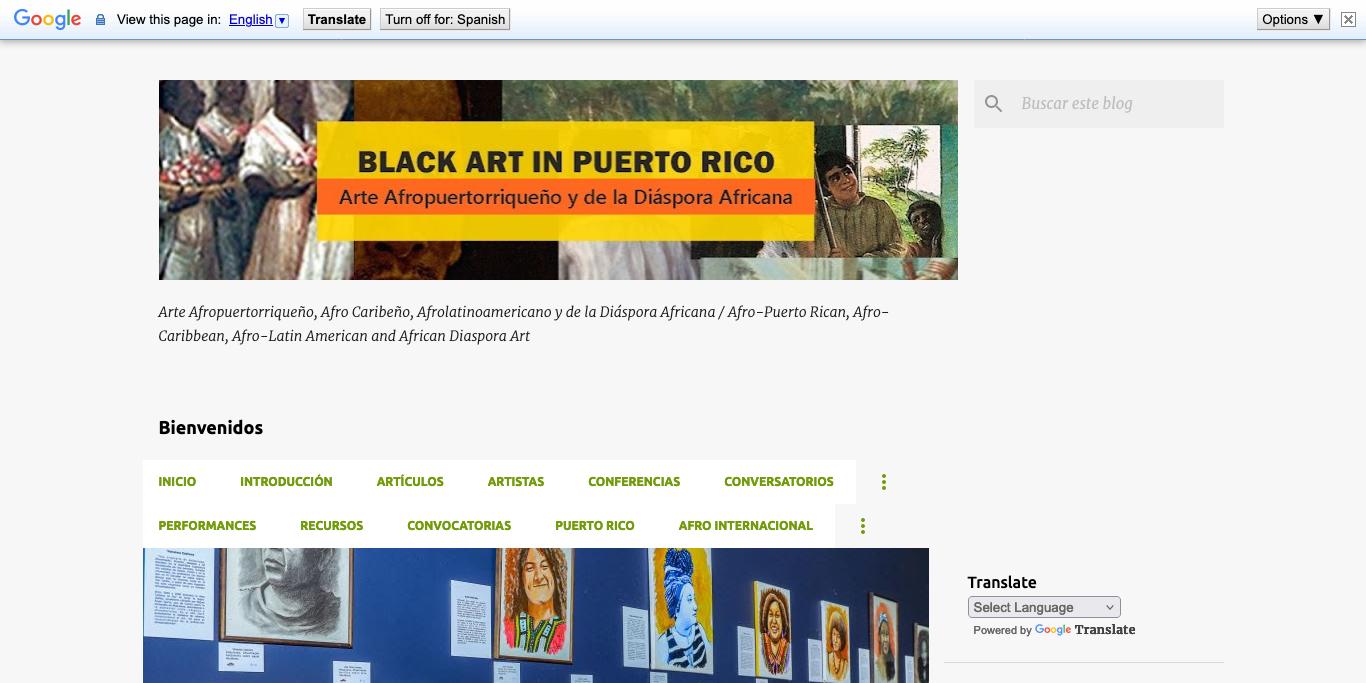 Google View this page in: English ▼ Translate Turn off for: Spanish Options ▼
BLACK ART IN PUERTO RICO
Arte Afropuertorriqueño y de la Diáspora Africana
Buscar este blog
Arte Afropuertorriqueño, Afro Caribeño, Afrolatinoamericano y de la Diáspora Africana / Afro-Puerto Rican, Afro-
Caribbean, Afro-Latin American and African Diaspora Art
Bienvenidos
INICIO INTRODUCCIÓN ARTÍCULOS ARTISTAS CONFERENCIAS CONVERSATORIOS
PERFORMANCES RECURSOS CONVOCATORIAS PUERTO RICO AFRO INTERNACIONAL
Translate
Select Language
Powered by Google Translate